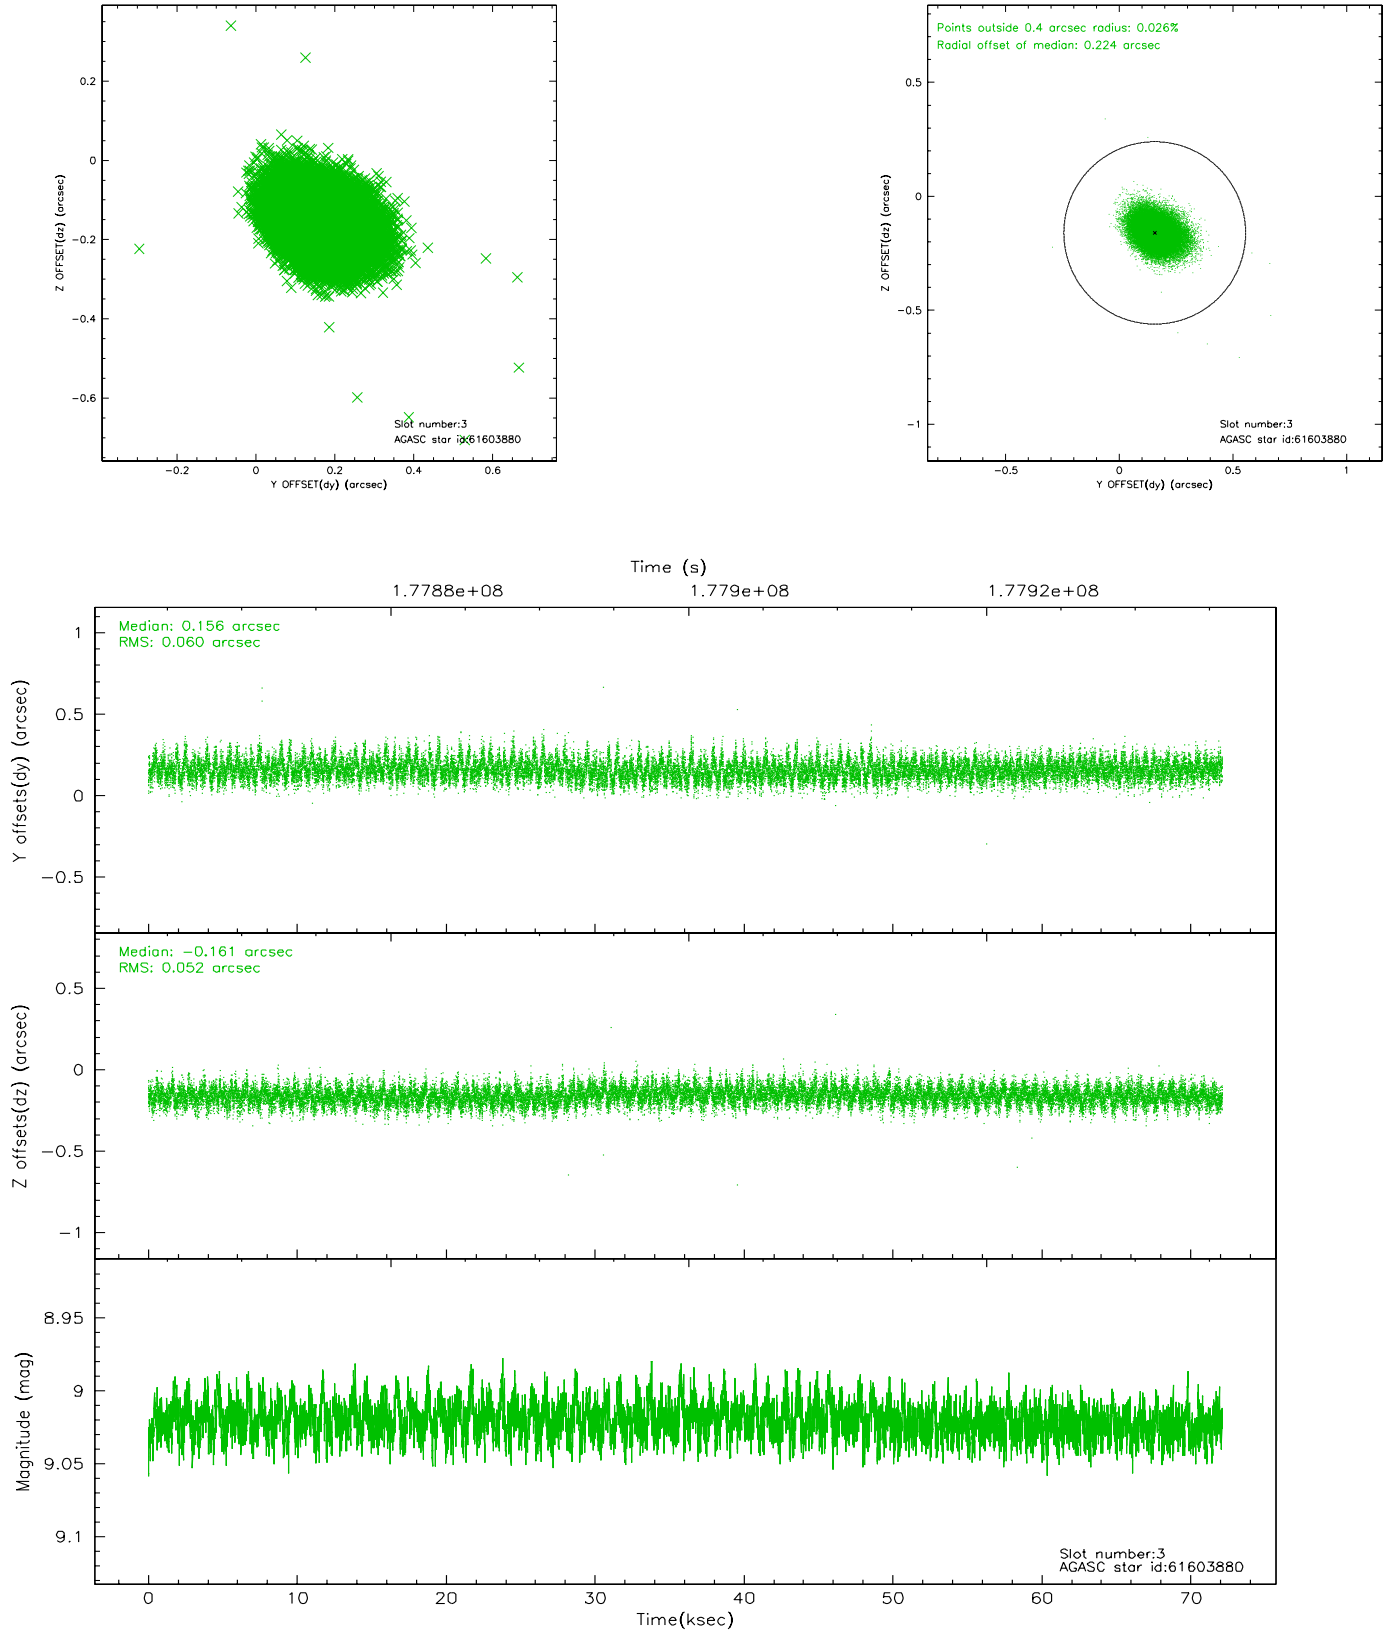 0.2
0
-0.2
-0.4
-0.6
Z OFFSET(dz) (arcsec)
Slot number:3
AGASC star id:61603880
-0.2
0
0.2
0.4
0.6
Y OFFSET(dy) (arcsec)
Points outside 0.4 arcsec radius: 0.026%
Radial offset of median: 0.224 arcsec
0.5
0
-0.5
-1
Z OFFSET(dz) (arcsec)
Slot number:3
AGASC star id:61603880
-0.5
0
0.5
1
Y OFFSET(dy) (arcsec)
Time (s)
1.7788e+08
1.779e+08
1.7792e+08
Median: 0.156 arcsec
RMS: 0.060 arcsec
1
0.5
0
-0.5
Y offsets(dy) (arcsec)
Median: -0.161 arcsec
RMS: 0.052 arcsec
0.5
0
-0.5
-1
Z offsets(dz) (arcsec)
8.95
9
9.05
9.1
Magnitude (mag)
Slot number:3
AGASC star id:61603880
0
10
20
30
40
50
60
70
Time(ksec)